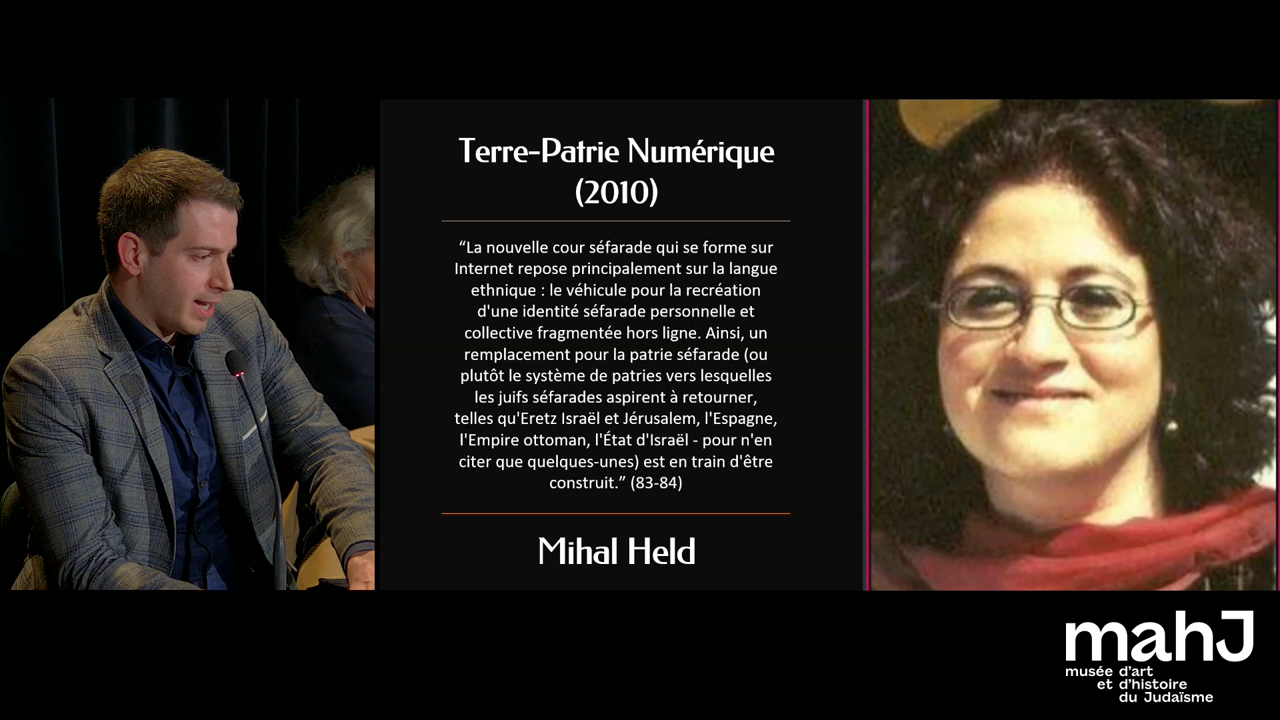 Terre-Patrie Numérique
(2010)
“La nouvelle cour séfarade qui se forme sur
Internet repose principalement sur la langue
ethnique : le véhicule pour la recréation
d'une identité séfarade personnelle et
collective fragmentée hors ligne. Ainsi, un
remplacement pour la patrie séfarade (ou
plutôt le système de patries vers lesquelles
les juifs séfarades aspirent à retourner,
telles qu'Eretz Israël et Jérusalem, l'Espagne,
l'Empire ottoman, l'État d'Israël - pour n'en
citer que quelques-unes) est en train d'être
construit.” (83-84)
Mihal Held
mahJ
musée d'art
et d'histoire
du Judaïsme